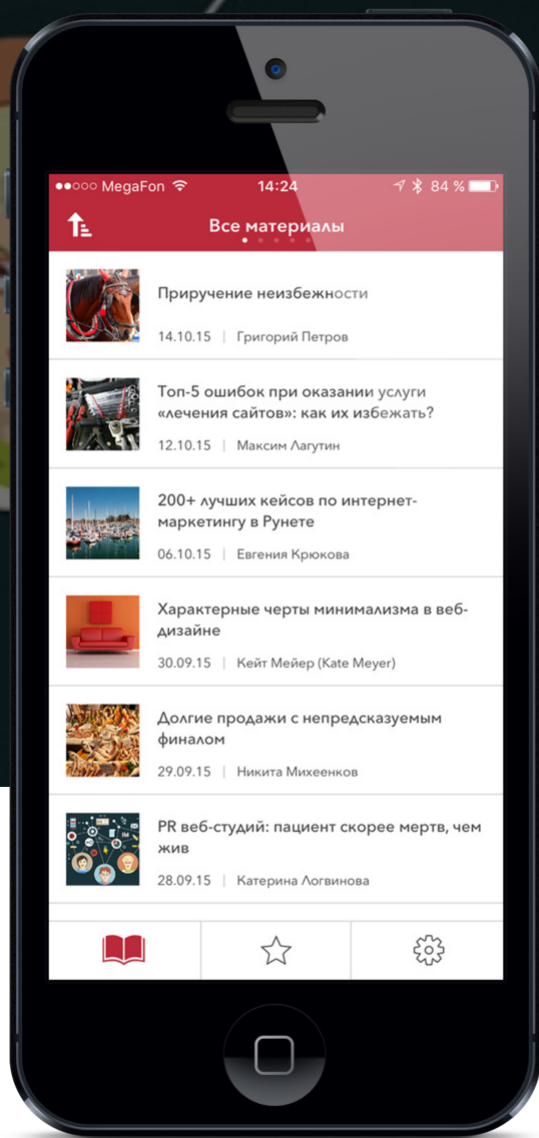 MegaFon 14:24 84 %
Все материалы
Приручение неизбежности
14.10.15 | Григорий Петров
Топ-5 ошибок при оказании услуги
«лечения сайтов»: как их избежать?
12.10.15 | Максим Лагутин
200+ лучших кейсов по интернет-
маркетингу в Рунете
06.10.15 | Евгения Крюкова
Характерные черты минимализма в веб-
дизайне
30.09.15 | Кейт Мейер (Kate Meyer)
Долгие продажи с непредсказуемым
финалом
29.09.15 | Никита Михеенков
PR веб-студий: пациент скорее мертв, чем
жив
28.09.15 | Катерина Логвинова